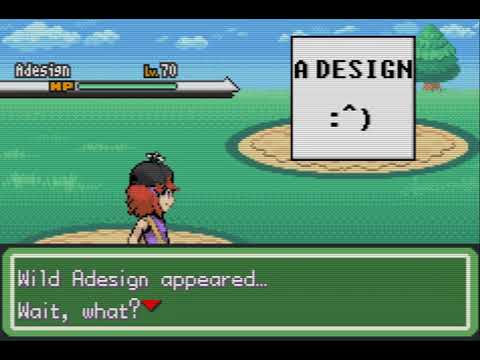 Adesign Lv.70
HP
A DESIGN
:^)
Wild Adesign appeared…
Wait, what?